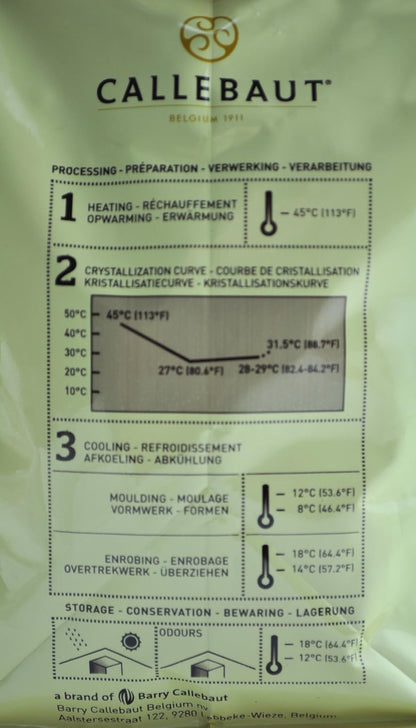 CALLEBAUT®
BELGIUM 1911
PROCESSING - PRÉPARATION - VERWERKING - VERARBEITUNG
1 HEATING - RÉCHAUFFEMENT
OPWARMING - ERWÄRMUNG
45°C (113°F)
2 CRYSTALLIZATION CURVE - COURBE DE CRISTALLISATION
KRISTALLISATIECURVE - KRISTALLISATIONSKURVE
50°C
40°C
30°C
20°C
10°C
45°C (113°F)
27°C (80.6°F)
31.5°C (88.7°F)
28-29°C (82.4-84.2°F)
3 COOLING - REFROIDISSEMENT
AFKOELING - ABKÜHLUNG
MOULDING - MOULAGE
VORMWERK - FORMEN
12°C (53.6°F)
8°C (46.4°F)
ENROBING - ENROBAGE
OVERTREKWERK - ÜBERZIEHEN
18°C (64.4°F)
14°C (57.2°F)
STORAGE - CONSERVATION - BEWARING - LAGERUNG
ODOURS
18°C (64.4°F)
12°C (53.6°F)
a brand of Barry Callebaut
Barry Callebaut Belgium nv
Aalstersestraat 122, 9280 Lebbeke-Wieze, Belgium